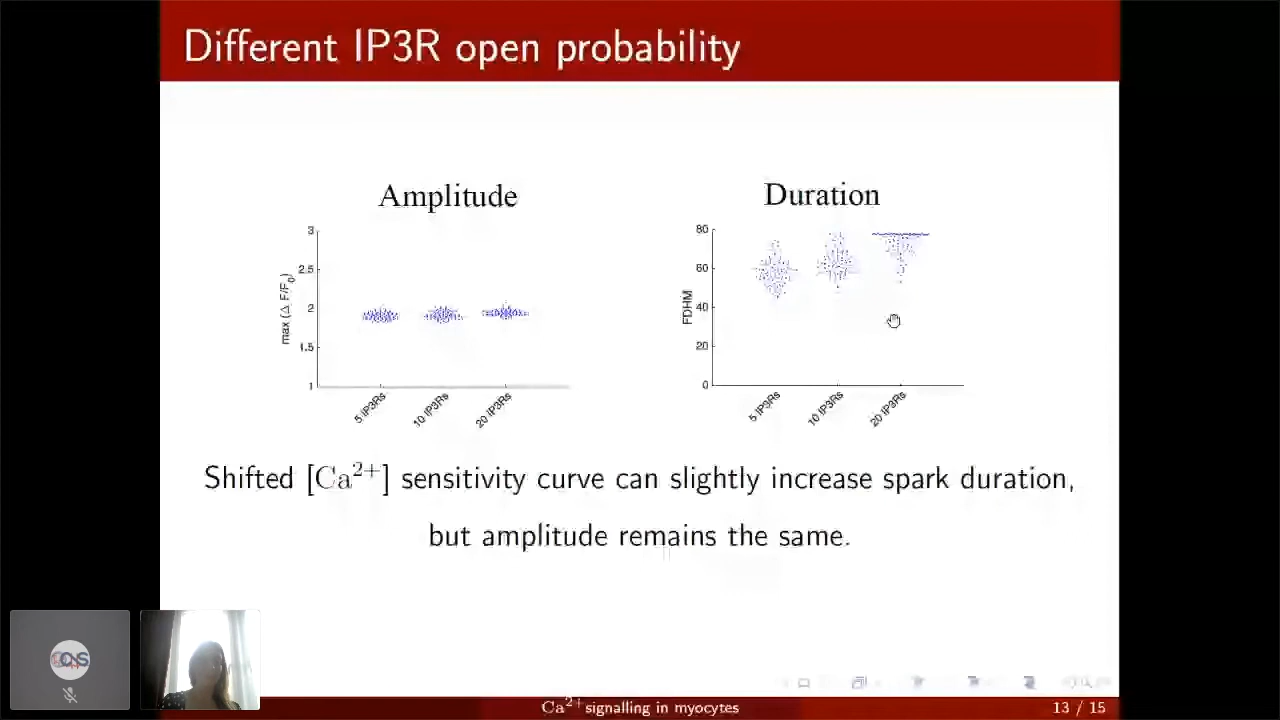 Different IP3R open probability
Amplitude
3
2.5
2
1.5
1
max (Δ F/F0)
5 IP3Rs
10 IP3Rs
20 IP3Rs
Duration
80
60
40
20
0
FDHM
5 IP3Rs
10 IP3Rs
20 IP3Rs
Shifted [Ca2+] sensitivity curve can slightly increase spark duration,
but amplitude remains the same.
Ca2+signalling in myocytes
13 / 15